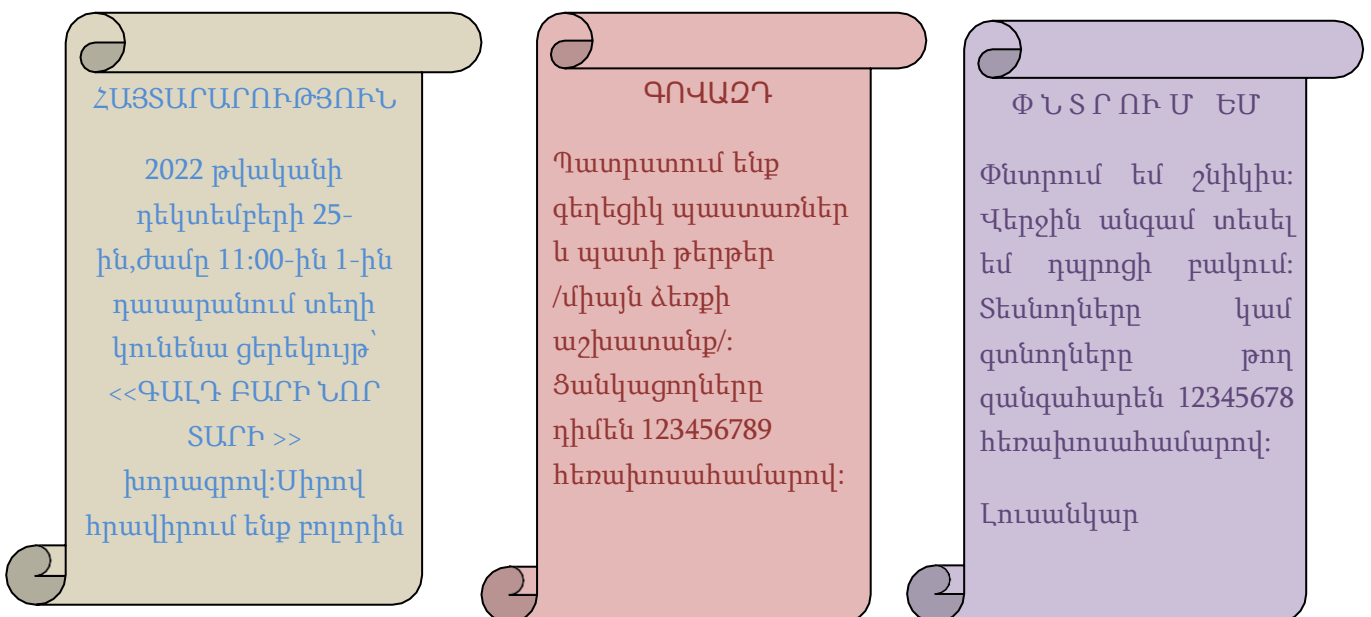 ՀԱՅՏԱՐԱՐՈՒԹՅՈՒՆ
2022 թվականի
դեկտեմբերի 25-
ին,ժամը 11:00-ին 1-ին
դասարանում տեղի
կունենա ցերեկույթ՝
<<ԳԱԼԴ ԲԱՐԻ ՆՈՐ
ՏԱՐԻ >>
խորագրով:Սիրով
հրավիրում ենք բոլորին
ԳՈՎԱԶԴ
Պատրստում ենք
գեղեցիկ պաստառներ
և պատի թերթեր
/միայն ձեռքի
աշխատանք/:
Ցանկացողները
դիմեն 123456789
հեռախոսահամարով:
Փ Ն Տ Ր ՈՒ Մ ԵՄ
Փնտրում եմ շնիկիս:
Վերջին անգամ տեսել
եմ դպրոցի բակում:
Տեսնողները կամ
գտնողները թող
զանգահարեն 12345678
հեռախոսահամարով:
Լուսանկար